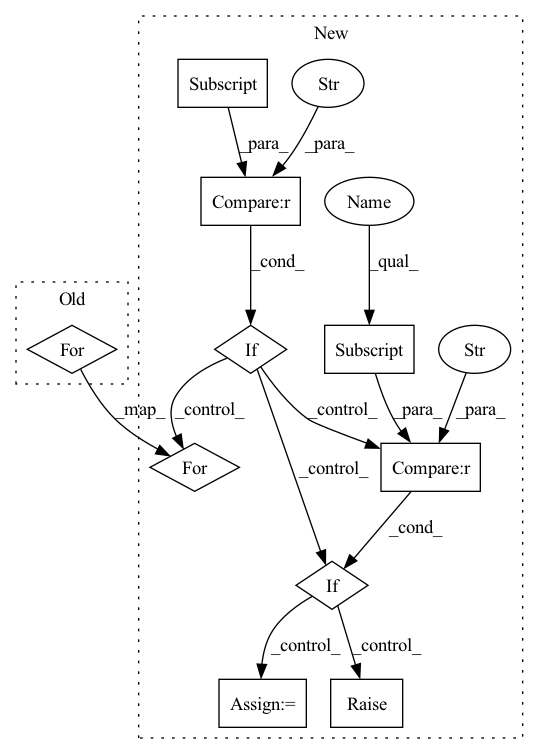 New
Subscript
Str
_para_
_para_
Compare:r
Name
_cond_
_qual_
Old
For
If
Subscript
Str
_map_
_control_
_control_
_para_
_para_
For
_control_
Compare:r
_cond_
If
_control_
_control_
Assign:=
Raise